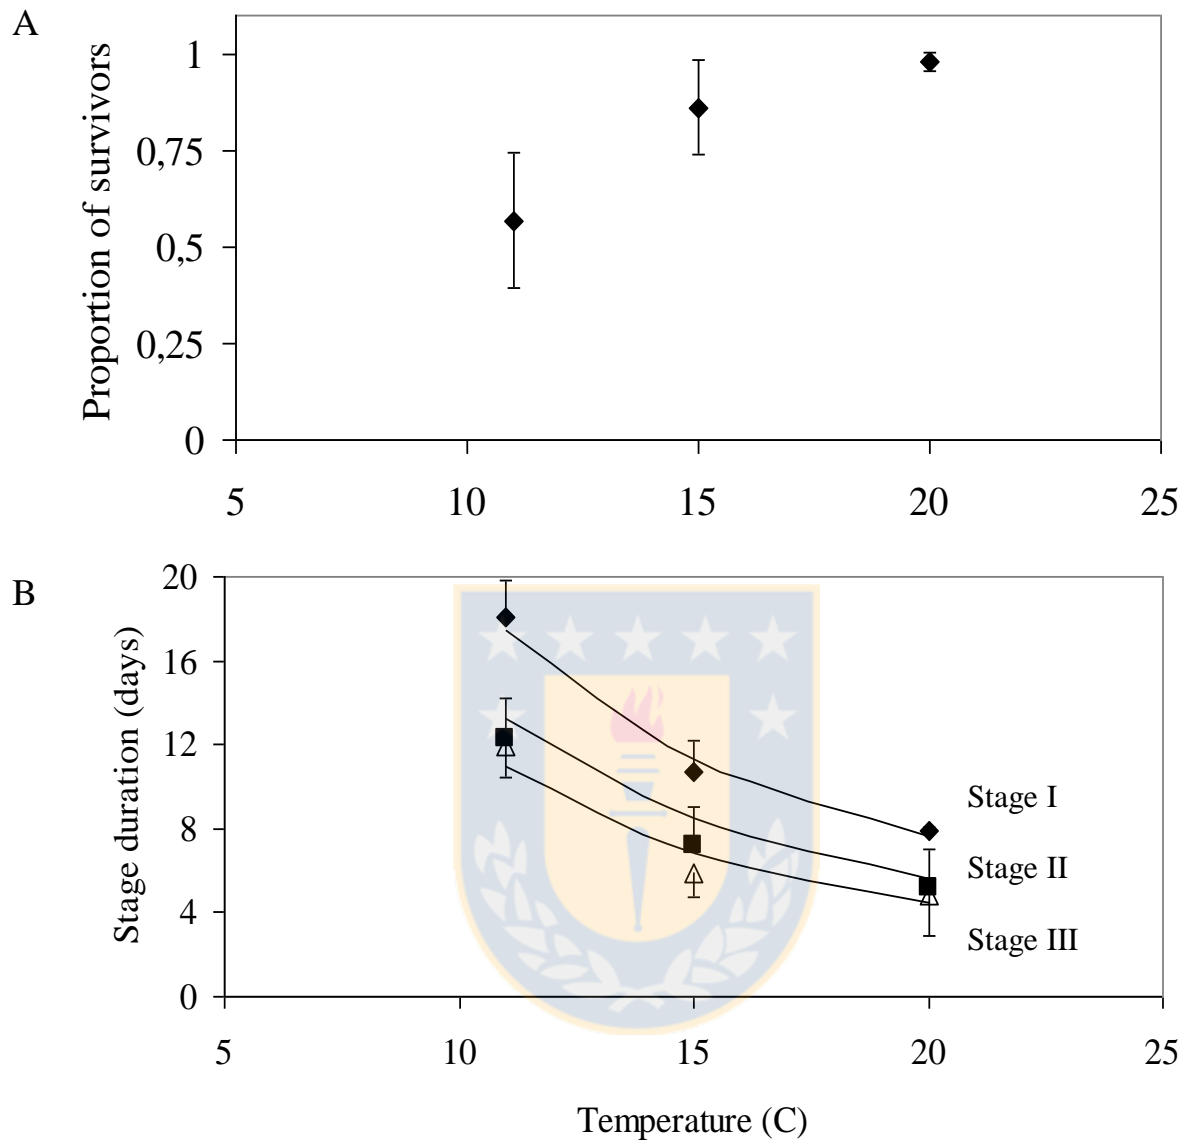 A
Proportion of survivors
1
0,75
0,5
0,25
0
5 10 15 20 25
B
Stage duration (days)
20
16
12
8
4
0
Stage I
Stage II
Stage III
5 10 15 20 25
Temperature (C)